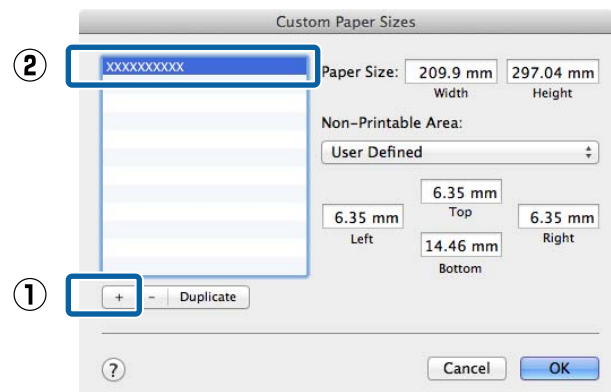 Custom Paper Sizes
② XXXXXXXXXX
Paper Size: 209.9 mm 297.04 mm
Width Height
Non-Printable Area:
User Defined
6.35 mm
Top
6.35 mm 6.35 mm
Left Right
14.46 mm
Bottom
① + - Duplicate
? Cancel OK